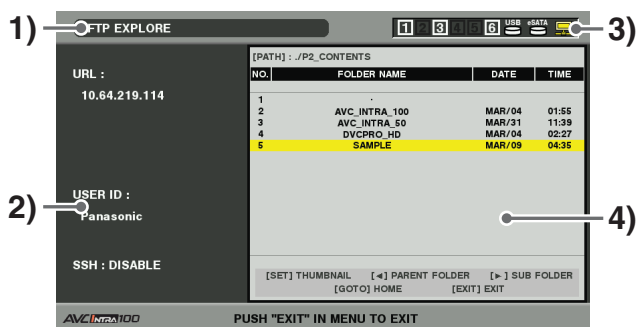 1)
FTP EXPLORE
1 2 3 4 5 6 USB eSATA
3)
[PATH] : ./P2_CONTENTS
URL :
NO. FOLDER NAME DATE TIME
10.64.219.114
1 .
2 AVC_INTRA_100 MAR/04 01:55
3 AVC_INTRA_50 MAR/31 11:39
4 DVCPRO_HD MAR/04 02:27
5 SAMPLE MAR/09 04:35
USER ID :
2)
Panasonic
4)
SSH : DISABLE
[SET] THUMBNAIL [◄] PARENT FOLDER [►] SUB FOLDER
[GOTO] HOME [EXIT] EXIT
AVC INTRA 100 PUSH "EXIT" IN MENU TO EXIT